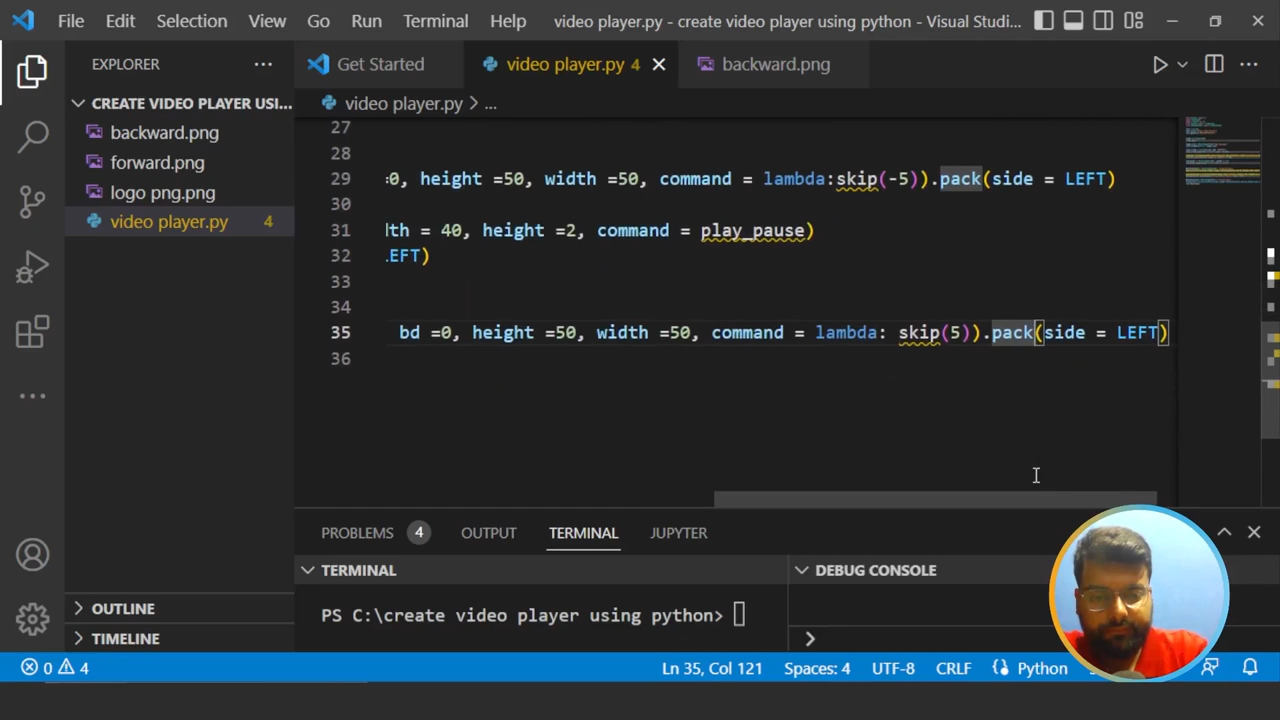 File Edit Selection View Go Run Terminal Help video player.py - create video player using python - Visual Studi...
EXPLORER
Get Started video player.py 4 backward.png
CREATE VIDEO PLAYER USI...
backward.png
forward.png
logo png.png
video player.py 4
video player.py > ...
27
28
29 :0, height =50, width =50, command = lambda:skip(-5)).pack(side = LEFT)
30
31 lth = 40, height =2, command = play_pause)
32 .EFT)
33
34
35 bd =0, height =50, width =50, command = lambda: skip(5)).pack(side = LEFT)
36
PROBLEMS 4 OUTPUT TERMINAL JUPYTER
TERMINAL
DEBUG CONSOLE
PS C:\create video player using python>
>
OUTLINE
TIMELINE
0 4 Ln 35, Col 121 Spaces: 4 UTF-8 CRLF Python